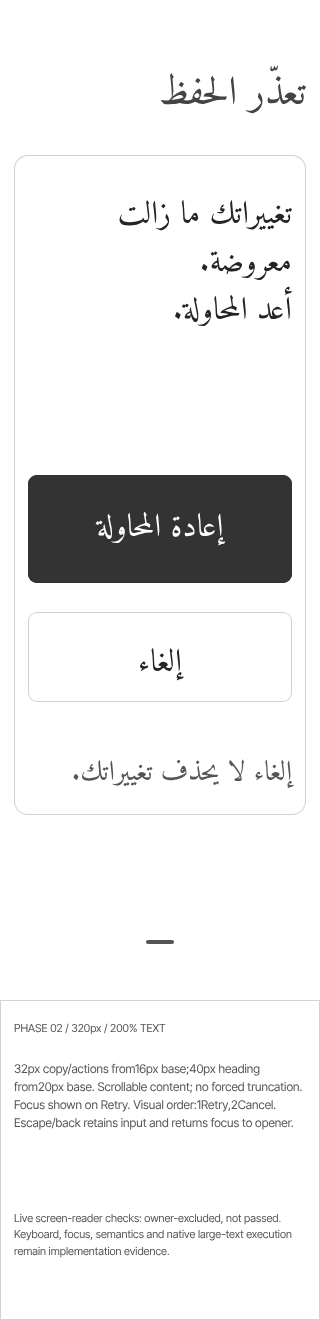 تعذّر الحفظ
تغييراتك ما زالت
معروضة.
أعد المحاولة.
إعادة المحاولة
إلغاء
إلغاء لا يحذف تغييراتك.
PHASE 02 / 320px / 200% TEXT
32px copy/actions from16px base;40px heading
from20px base. Scrollable content; no forced truncation.
Focus shown on Retry. Visual order:1Retry,2Cancel.
Escape/back retains input and returns focus to opener.
Live screen-reader checks: owner-excluded, not passed.
Keyboard, focus, semantics and native large-text execution
remain implementation evidence.